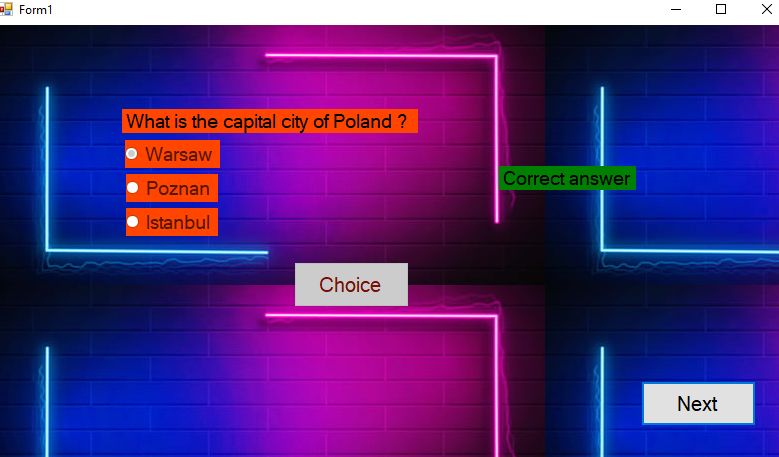 Form1
What is the capital city of Poland ?
Warsaw
Poznan
Istanbul
Correct answer
Choice
Next